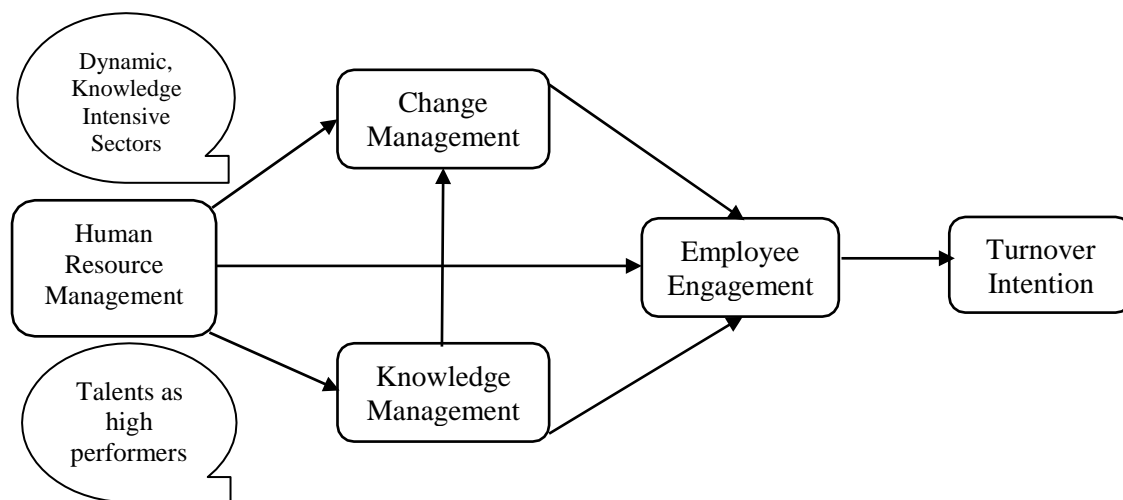 Dynamic,
Knowledge
Intensive
Sectors
Change
Management
Human
Resource
Management
Employee
Engagement
Turnover
Intention
Knowledge
Management
Talents as
high
performers